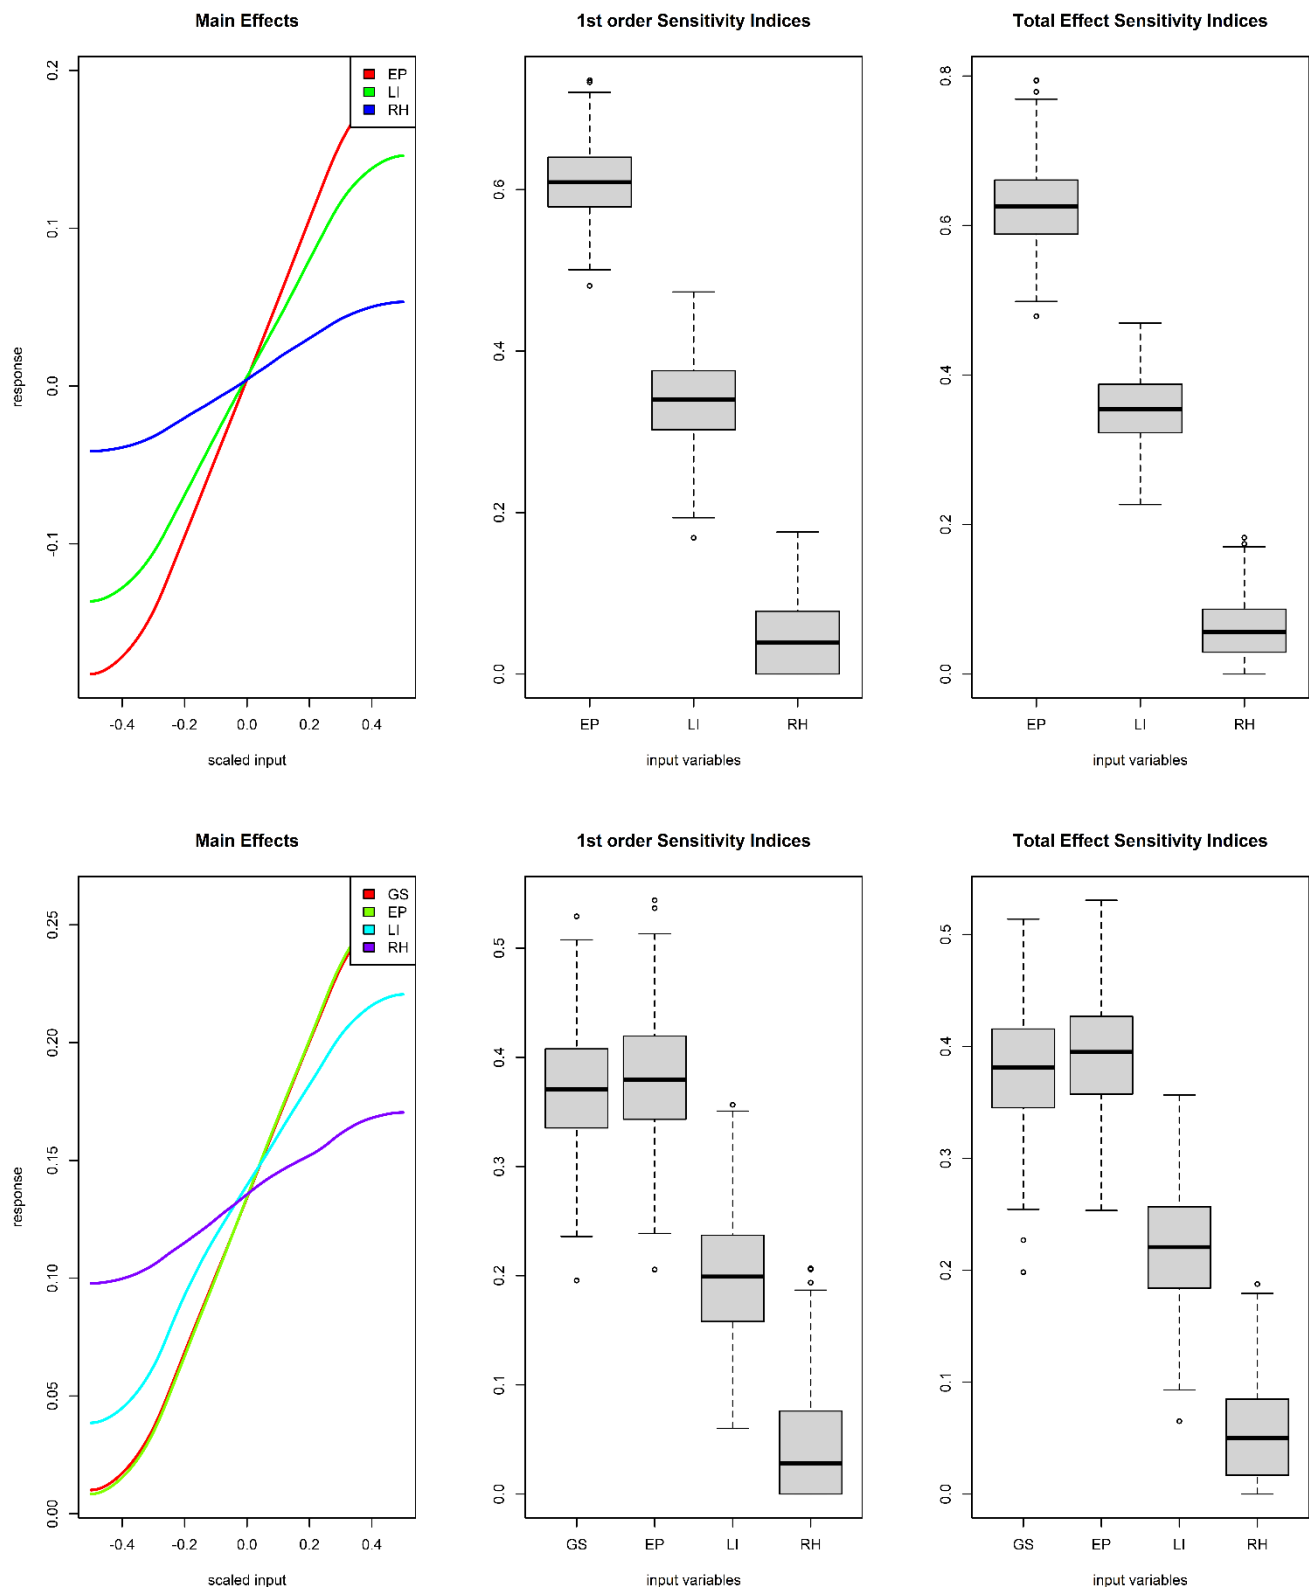 Main Effects
1st order Sensitivity Indices
Total Effect Sensitivity Indices
EP
LI
RH
0.2
0.1
0.0
-0.1
response
-0.4 -0.2 0.0 0.2 0.4
scaled input
0.6
0.4
0.2
0.0
EP LI RH
input variables
0.8
0.6
0.4
0.2
0.0
EP LI RH
input variables
Main Effects
1st order Sensitivity Indices
Total Effect Sensitivity Indices
GS
EP
LI
RH
0.25
0.20
0.15
0.10
0.05
0.00
response
-0.4 -0.2 0.0 0.2 0.4
scaled input
0.5
0.4
0.3
0.2
0.1
0.0
GS EP LI RH
input variables
0.5
0.4
0.3
0.2
0.1
0.0
GS EP LI RH
input variables